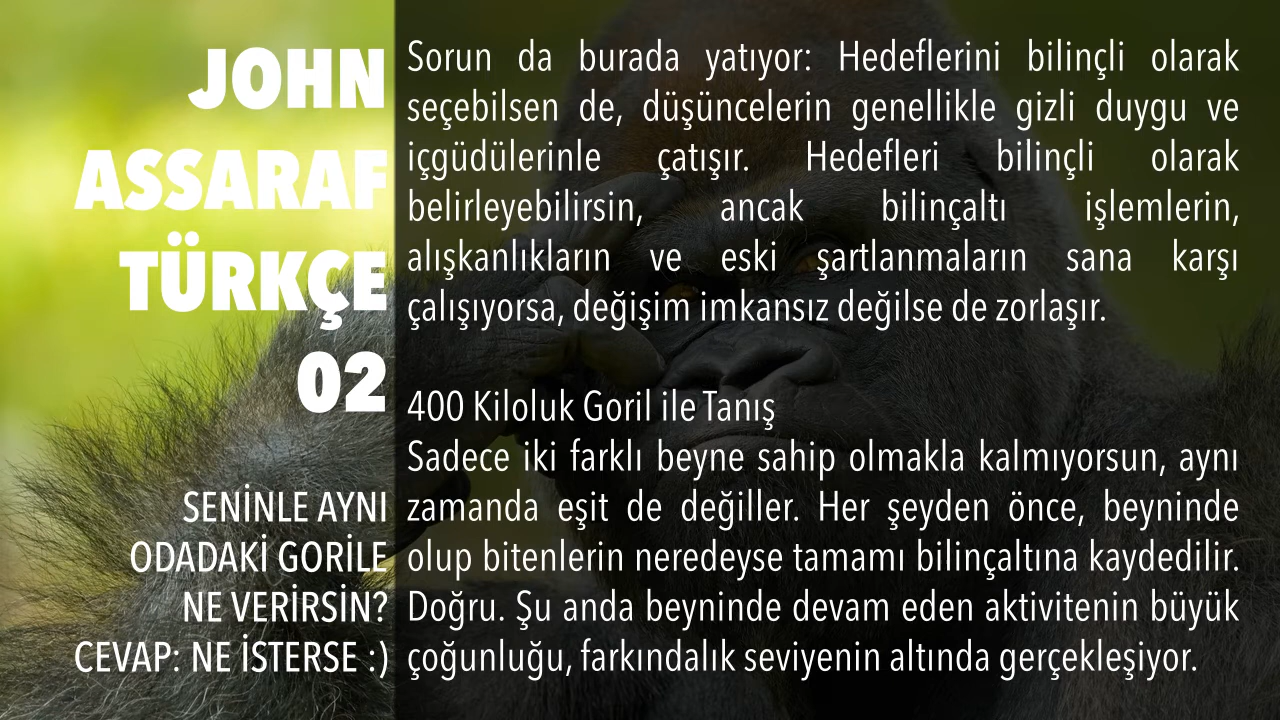 JOHN
ASSARAF
TÜRKÇE
02
SENİNLE AYNI
ODADAKİ GORİLE
NE VERİRSİN?
CEVAP: NE İSTERSE :)
Sorun da burada yatıyor: Hedeflerini bilinçli olarak
seçebilsen de, düşüncelerin genellikle gizli duygu ve
içgüdülerinle çatışır. Hedefleri bilinçli olarak
belirleyebilirsin, ancak bilinçaltı işlemlerin,
alışkanlıkların ve eski şartlanmaların sana karşı
çalışıyorsa, değişim imkansız değilse de zorlaşır.
400 Kiloluk Goril ile Tanış
Sadece iki farklı beyne sahip olmakla kalmıyorsun, aynı
zamanda eşit de değiller. Her şeyden önce, beyninde
olup bitenlerin neredeyse tamamı bilinçaltına kaydedilir.
Doğru. Şu anda beyninde devam eden aktivitenin büyük
çoğunluğu, farkındalık seviyenin altında gerçekleşiyor.